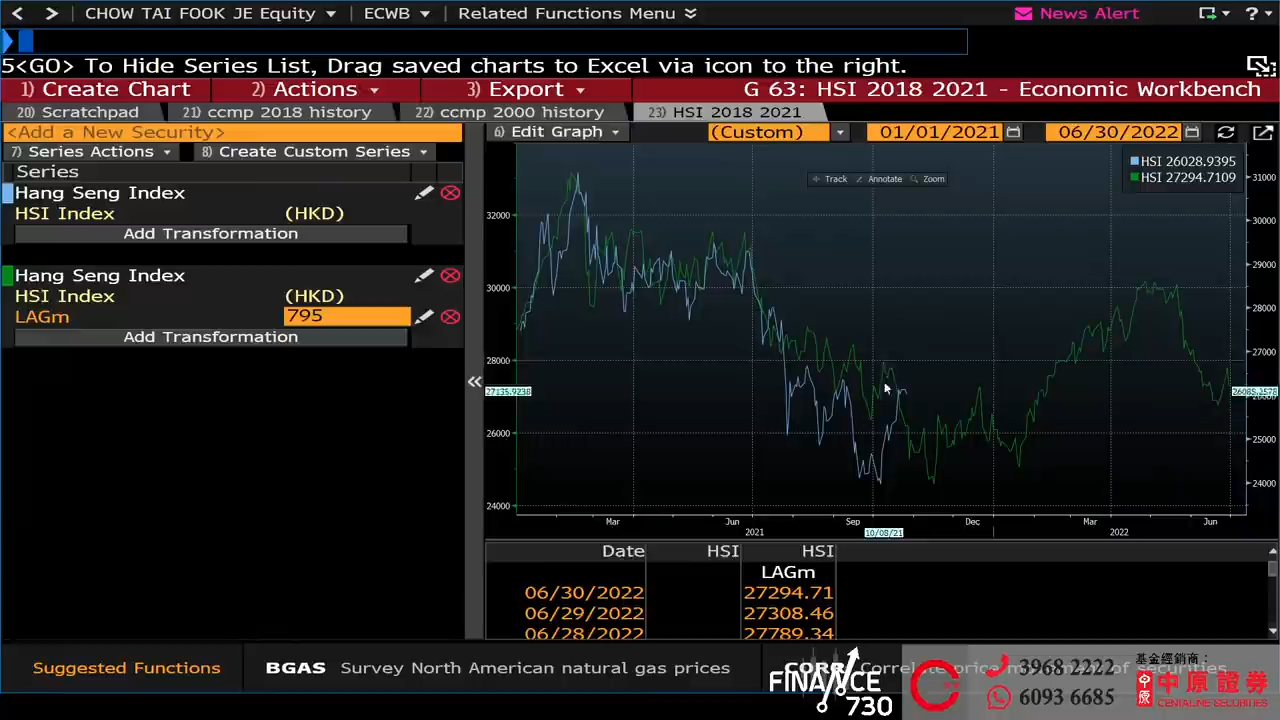 CHOW TAI FOOK JE Equity ECWB Related Functions Menu News Alert ?
5<GO> To Hide Series List, Drag saved charts to Excel via icon to the right.
1) Create Chart 2) Actions 3) Export G 63: HSI 2018 2021 - Economic Workbench
20) Scratchpad 21) ccmp 2018 history 22) ccmp 2000 history 23) HSI 2018 2021
<Add a New Security> 6) Edit Graph (Custom) 01/01/2021 06/30/2022
7) Series Actions 8) Create Custom Series
Series
Hang Seng Index
HSI Index (HKD)
Add Transformation
Hang Seng Index
HSI Index (HKD)
LAGm 795
Add Transformation
HSI 26028.9395
HSI 27294.7109
Track Annotate Zoom
32000
30000
28000
27135.9238
26000
24000
31000
30000
29000
28000
27000
24000
Mar Jun Sep Dec Mar Jun
2021 10/08/21 2022
Date HSI HSI
LAGm
06/30/2022 27294.71
06/29/2022 27308.46
06/28/2022 27789.34
Suggested Functions BGAS Survey North American natural gas prices CORR
FINANCE
730
3968 2222
6093 6685
基金經銷商：
中原證券
CENTALINE SECURITIES